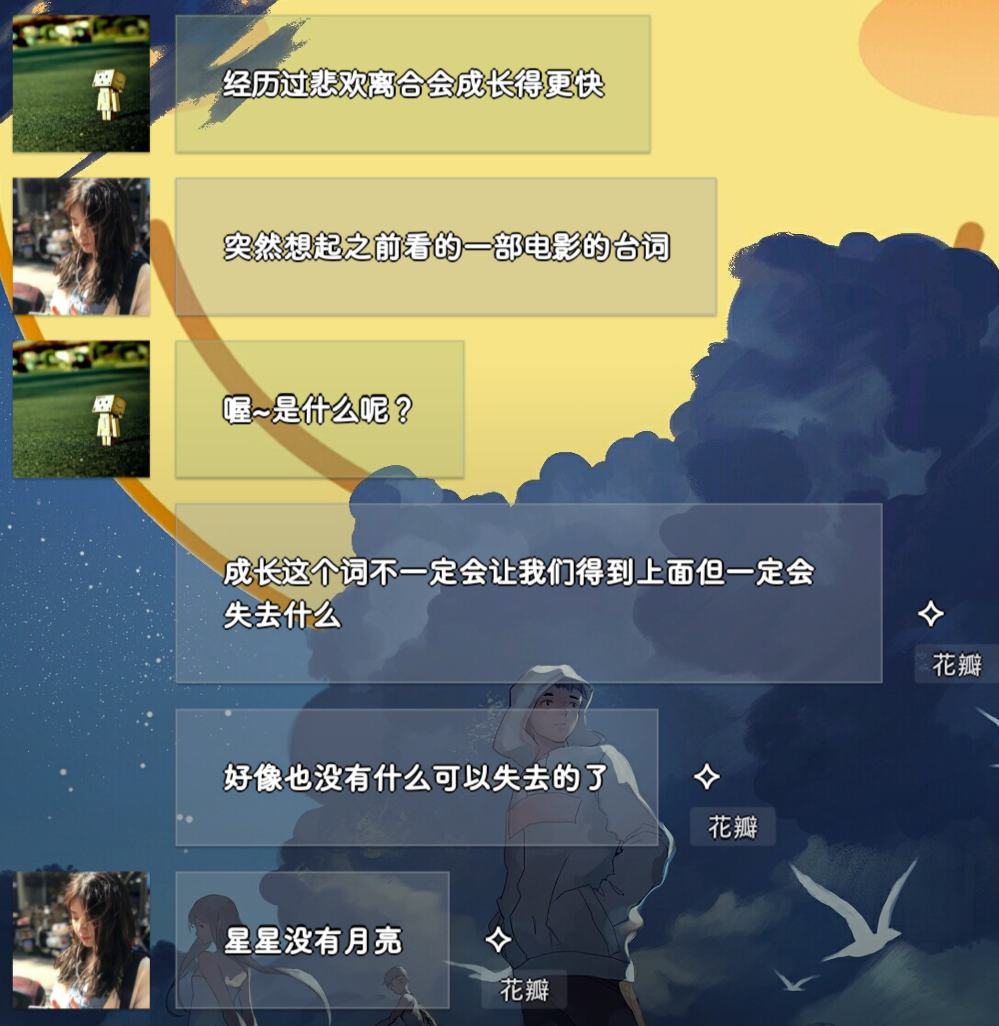 经历过悲欢离合会成长得更快
突然想起之前看的一部电影的台词
喔~是什么呢？
成长这个词不一定会让我们得到上面但一定会
失去什么
花瓣
好像也没有什么可以失去的了
花瓣
星星没有月亮
花瓣